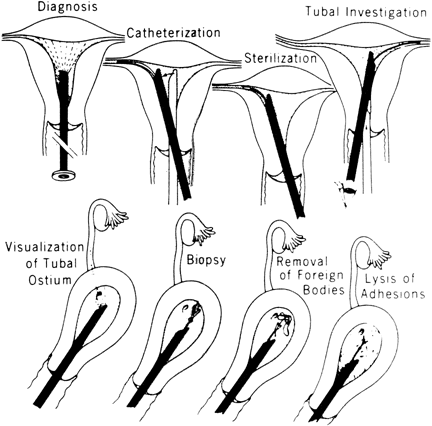 Diagnosis
Catheterization
Sterilization
Tubal Investigation
Visualization
of Tubal
Ostium
Biopsy
Removal
of Foreign
Bodies
Lysis of
Adhesions